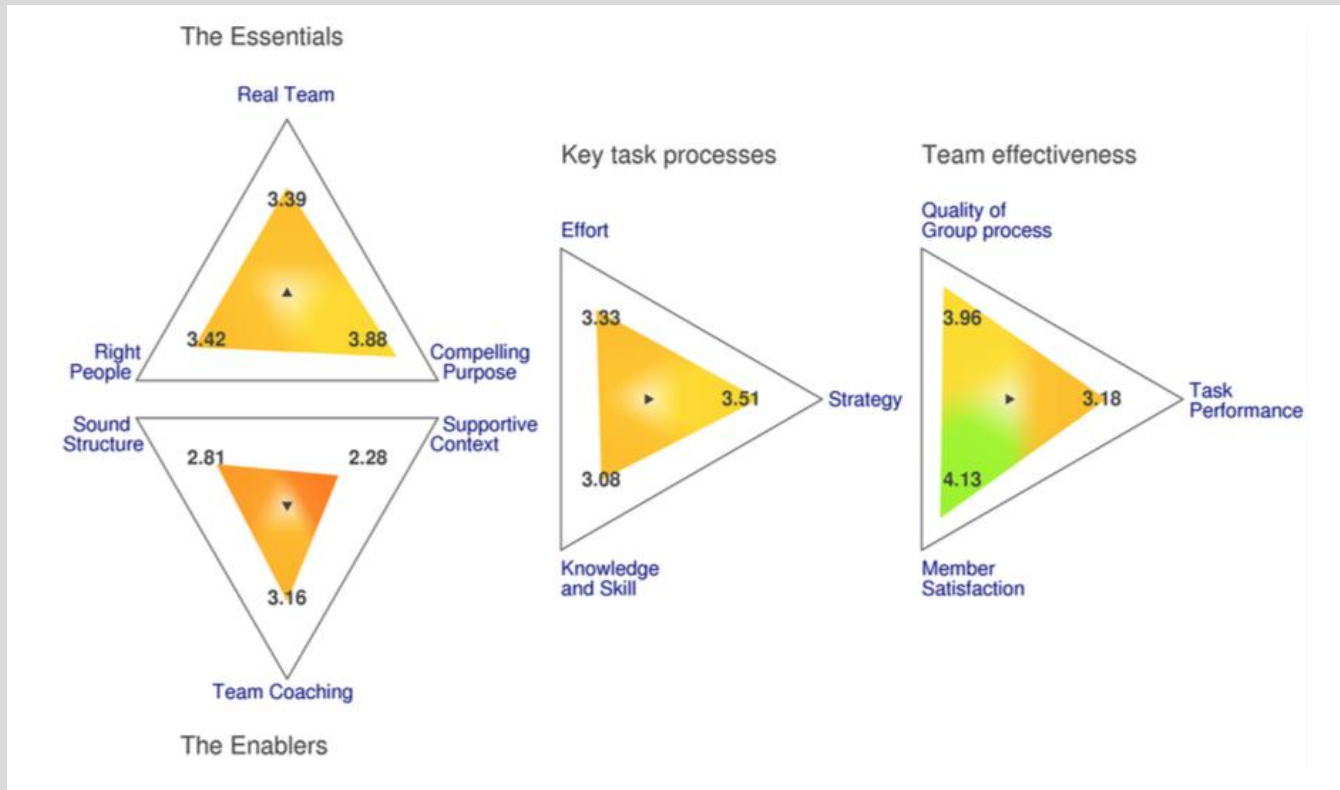 The Essentials
Real Team
3.39
3.42
3.88
Right
People
Compelling
Purpose
Sound
Structure
Supportive
Context
2.81
2.28
3.16
Team Coaching
The Enablers
Key task processes
Effort
3.33
3.51
Strategy
3.08
Knowledge
and Skill
Team effectiveness
Quality of
Group process
3.96
3.18
Task
Performance
4.13
Member
Satisfaction